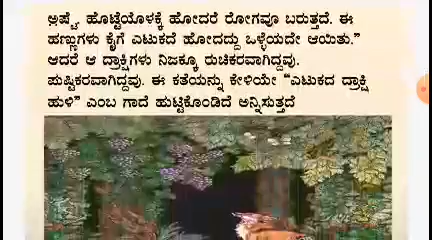 ಅಷ್ಟೆ. ಹೊಟ್ಟೆಯೊಳಕ್ಕೆ ಹೋದರೆ ರೋಗವೂ ಬರುತ್ತದೆ. ಈ
ಹಣ್ಣುಗಳು ಕೈಗೆ ಎಟುಕದೆ ಹೋದದ್ದು ಒಳ್ಳೆಯದೇ ಆಯಿತು.”
ಆದರೆ ಆ ದ್ರಾಕ್ಷಿಗಳು ನಿಜಕ್ಕೂ ರುಚಿಕರವಾಗಿದ್ದವು.
ಪುಷ್ಟಿಕರವಾಗಿದ್ದವು. ಈ ಕತೆಯನ್ನು ಕೇಳಿಯೇ “ಎಟುಕದ ದ್ರಾಕ್ಷಿ
ಹುಳಿ” ಎಂಬ ಗಾದೆ ಹುಟ್ಟಿಕೊಂಡಿದೆ ಅನ್ನಿಸುತ್ತದೆ